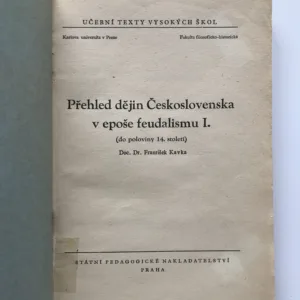 UČEBNÍ TEXTY VYSOKÝCH ŠKOL
Karlova universita v Praze Fakulta filosoficko-historická
Přehled dějin Československa
v epoše feudalismu I.
(do poloviny 14. století)
Doc. Dr. František Kavka
STÁTNÍ PEDAGOGICKÉ NAKLADATELSTVÍ
PRAHA